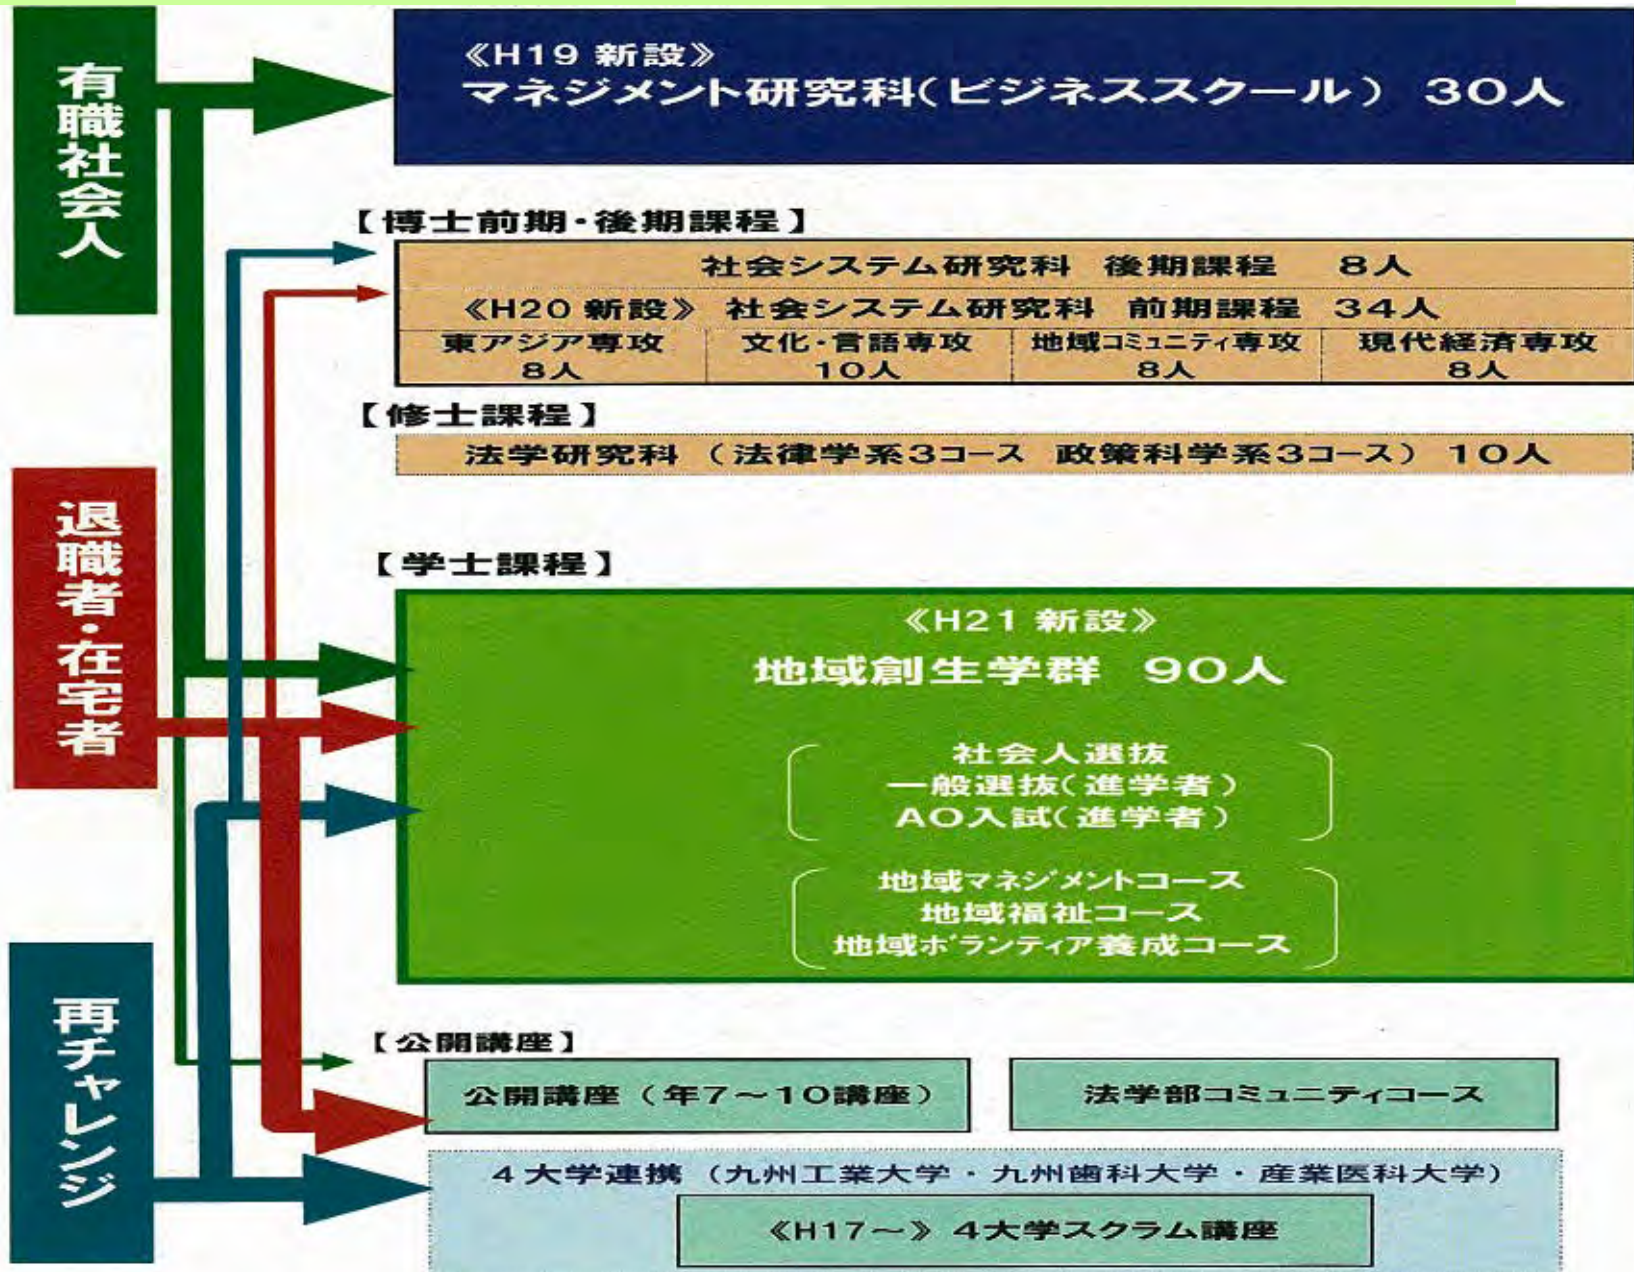 有職社会人
《H19 新設》
マネジメント研究科(ビジネススクール) 30人
【博士前期・後期課程】
社会システム研究科 後期課程 8人
《H20 新設》 社会システム研究科 前期課程 34人
東アジア専攻
8人
文化・言語専攻
10人
地域コミュニティ専攻
8人
現代経済専攻
8人
【修士課程】
法学研究科 (法律学系3コース 政策科学系3コース) 10人
退職者・在宅者
【学士課程】
《H21 新設》
地域創生学群 90人
社会人選抜
一般選抜(進学者)
AO入試(進学者)
地域マネジメントコース
地域福祉コース
地域ボランティア養成コース
再チャレンジ
【公開講座】
公開講座(年7~10講座)
法学部コミュニティコース
4大学連携 (九州工業大学・九州歯科大学・産業医科大学)
《H17~》4大学スクラム講座